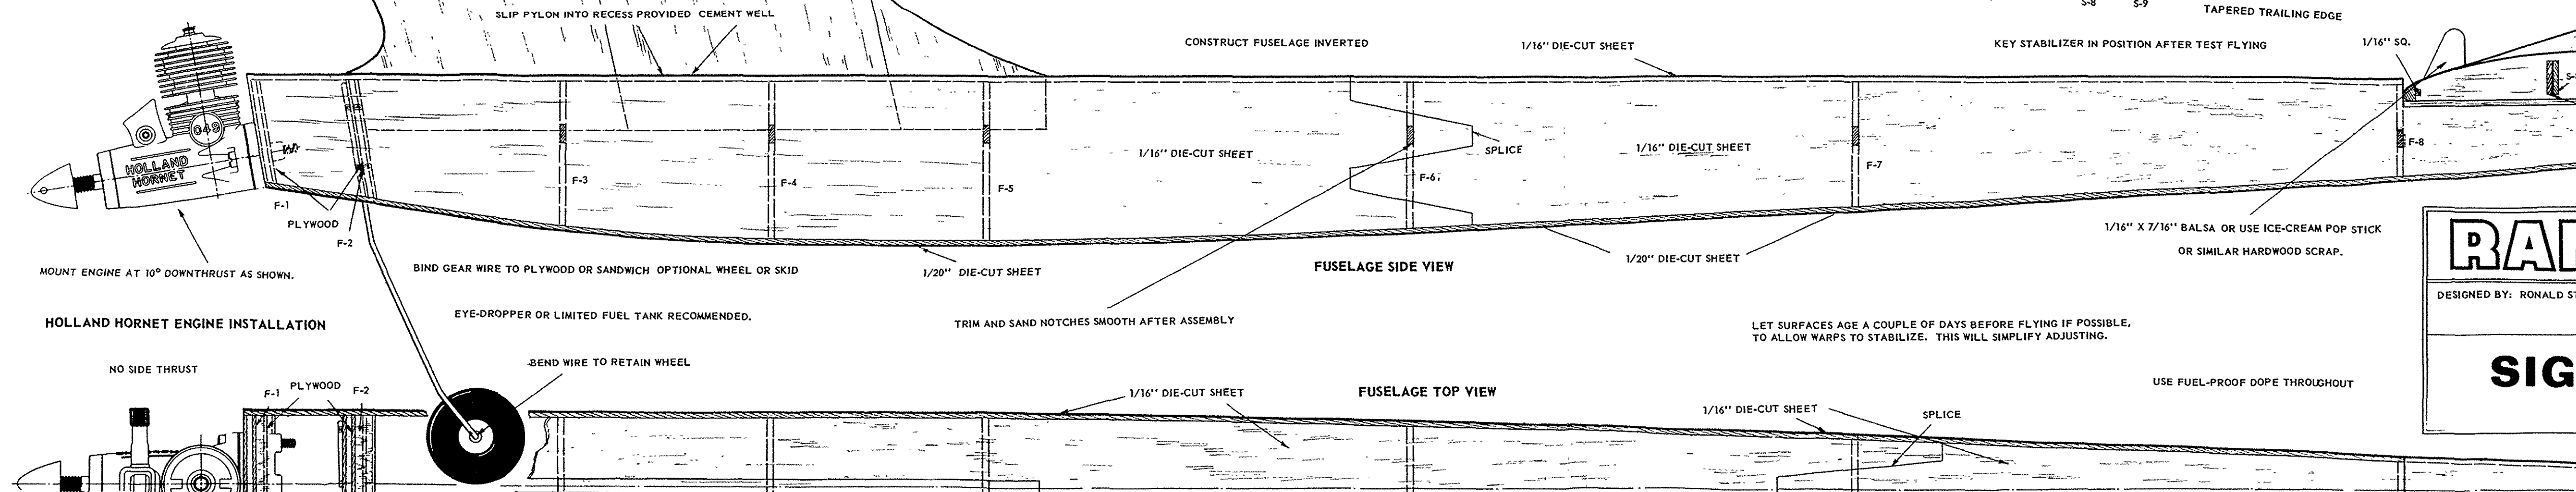 S-8
S-9
TAPERED TRAILING EDGE
SLIP PYLON INTO RECESS PROVIDED CEMENT WELL
CONSTRUCT FUSELAGE INVERTED
1/16" DIE-CUT SHEET
KEY STABILIZER IN POSITION AFTER TEST FLYING
1/16" SQ.
049
HOLLAND
HORNET
1/16" DIE-CUT SHEET
SPLICE
1/16" DIE-CUT SHEET
F-8
F-3
F-4
F-5
F-6
F-7
F-1
PLYWOOD
F-2
1/16" X 7/16" BALSA OR USE ICE-CREAM POP STICK
OR SIMILAR HARDWOOD SCRAP.
MOUNT ENGINE AT 10° DOWNTHRUST AS SHOWN.
BIND GEAR WIRE TO PLYWOOD OR SANDWICH OPTIONAL WHEEL OR SKID
1/20" DIE-CUT SHEET
FUSELAGE SIDE VIEW
1/20" DIE-CUT SHEET
DESIGNED BY: RONALD
HOLLAND HORNET ENGINE INSTALLATION
EYE-DROPPER OR LIMITED FUEL TANK RECOMMENDED.
TRIM AND SAND NOTCHES SMOOTH AFTER ASSEMBLY
LET SURFACES AGE A COUPLE OF DAYS BEFORE FLYING IF POSSIBLE,
TO ALLOW WARPS TO STABILIZE. THIS WILL SIMPLIFY ADJUSTING.
NO SIDE THRUST
BEND WIRE TO RETAIN WHEEL
SIG
F-1
PLYWOOD
F-2
1/16" DIE-CUT SHEET
FUSELAGE TOP VIEW
1/16" DIE-CUT SHEET
SPLICE
USE FUEL-PROOF DOPE THROUGHOUT